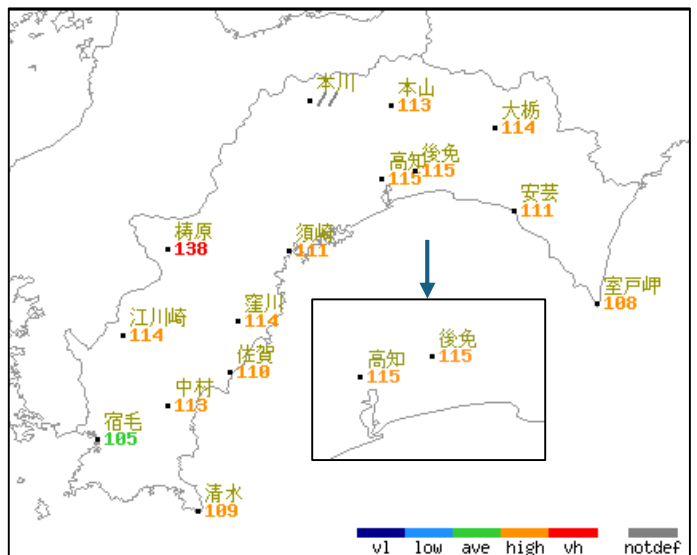 本川
//
本山
113
大栃
114
高知
115
後免
115
安芸
111
梼原
138
須崎
111
室戸岬
108
江川崎
114
窪川
114
佐賀
110
中村
113
宿毛
105
清水
109
後免
115
高知
115
vl low ave high vh notdef